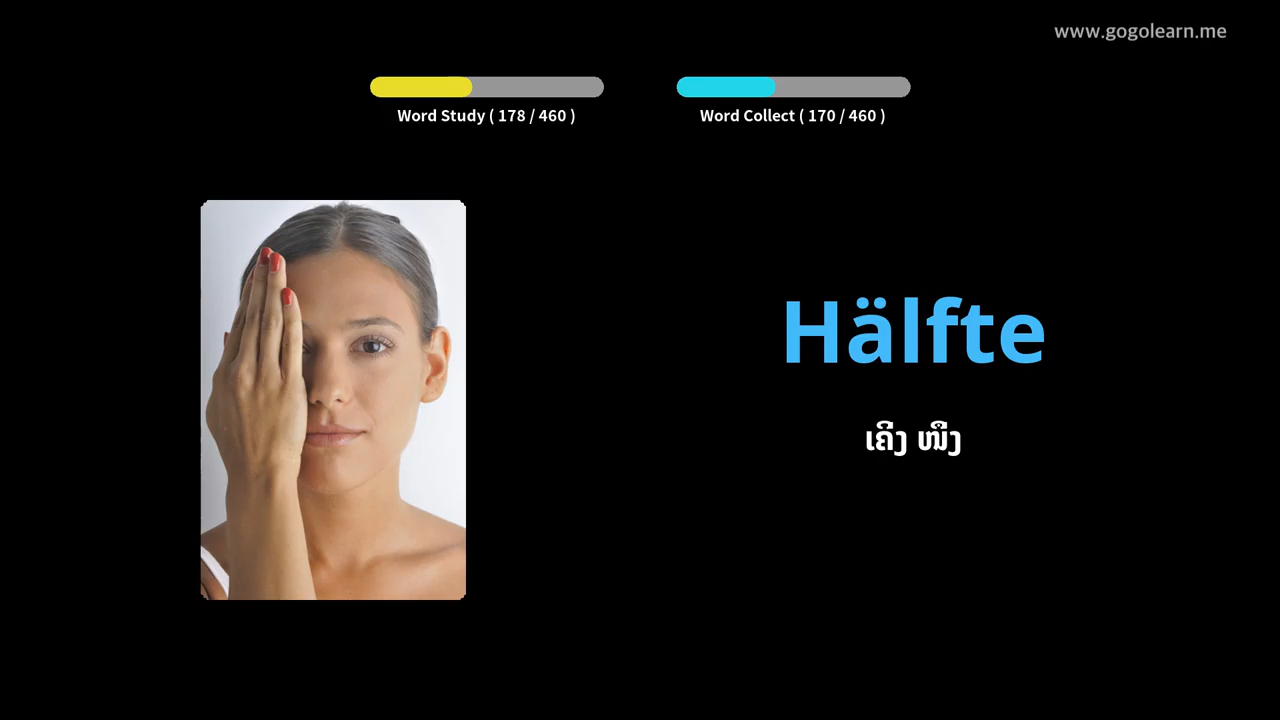 www.gogolearn.me
Word Study ( 178 / 460 )
Word Collect ( 170 / 460 )
Hälfte
ເຄີງ ໜຶງ